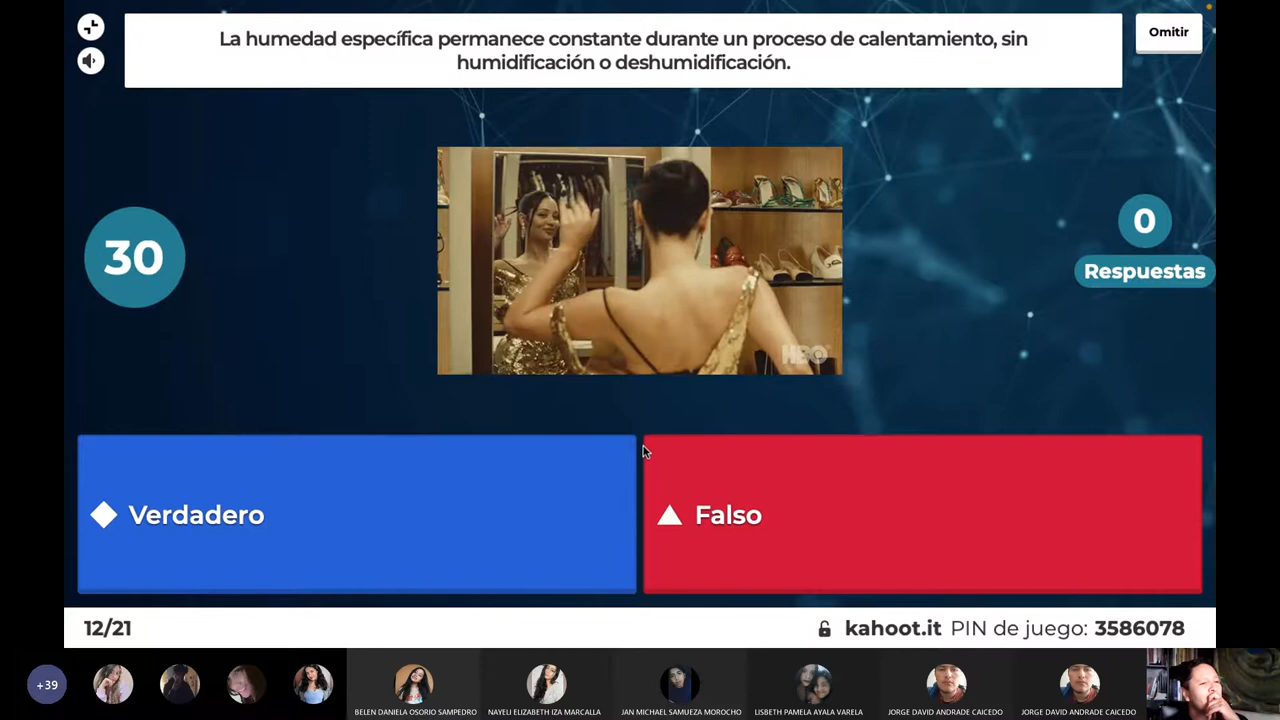 La humedad específica permanece constante durante un proceso de calentamiento, sin
humidificación o deshumidificación.
Omitir
30
0
Respuestas
HBO
Verdadero
Falso
12/21
kahoot.it PIN de juego: 3586078
+39
BELEN DANIELA OSORIO SAMPEDRO
NAYELI ELIZABETH IZA MARCALLA
JAN MICHAEL SAMUEZA MOROCHO
LISBETH PAMELA AYALA VARELA
JORGE DAVID ANDRADE CAICEDO
JORGE DAVID ANDRADE CAICEDO